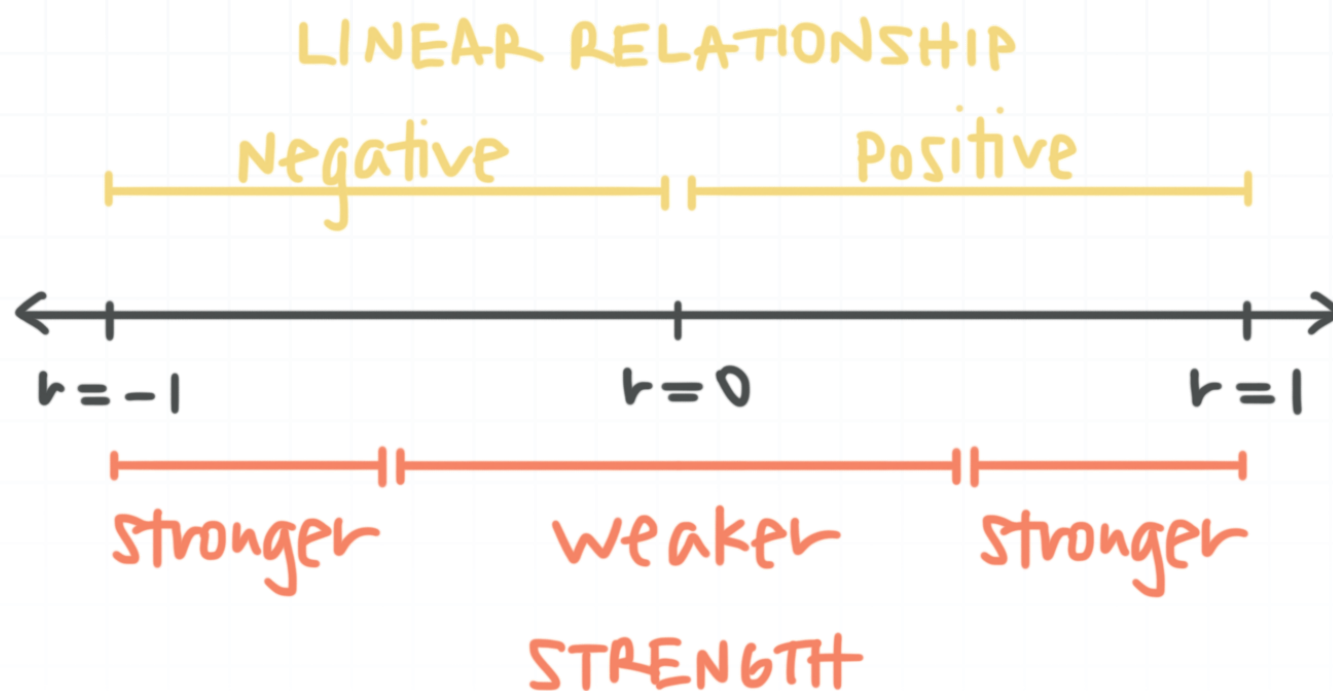 LINEAR RELATIONSHIP
Negative Positive
r=-1 r=0 r=1
stronger weaker stronger
STRENGTH